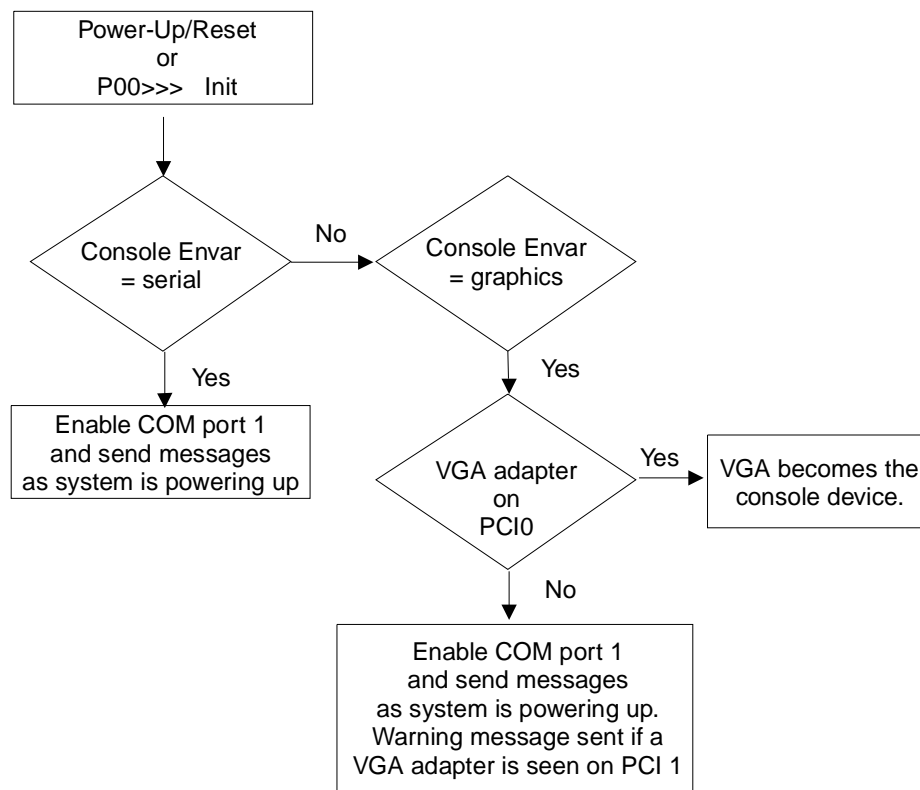 Power-Up/Reset
or
P00>>> Init
Console Envar
= serial
No
Console Envar
= graphics
Yes
Enable COM port 1
and send messages
as system is powering up
Yes
VGA adapter
on
PCI0
Yes
VGA becomes the
console device.
No
Enable COM port 1
and send messages
as system is powering up.
Warning message sent if a
VGA adapter is seen on PCI 1